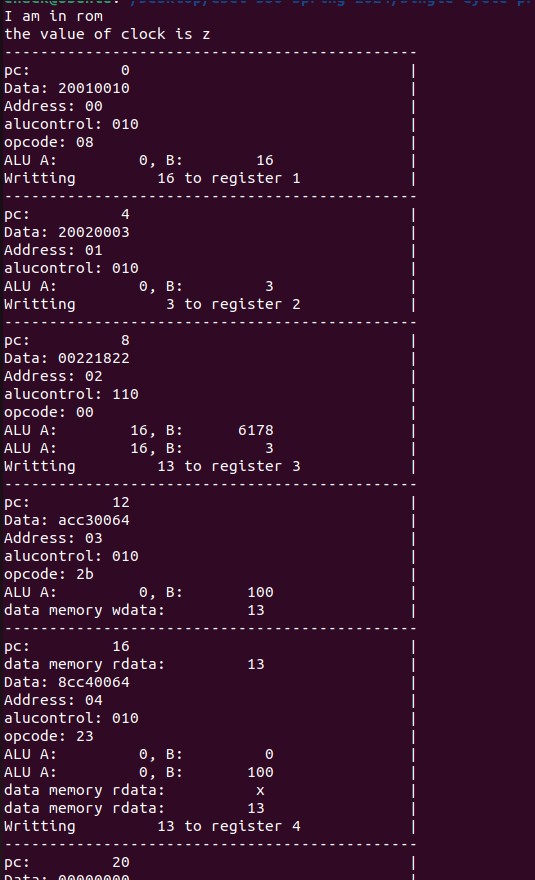 I am in rom
the value of clock is z
----------------------------------------------
pc:          0                               |
Data: 20010010                               |
Address: 00                                  |
alucontrol: 010                              |
opcode: 08                                   |
ALU A:         0, B:        16               |
Writting         16 to register 1            |
----------------------------------------------
pc:          4                               |
Data: 20020003                               |
Address: 01                                  |
alucontrol: 010                              |
ALU A:         0, B:         3               |
Writting          3 to register 2            |
----------------------------------------------
pc:          8                               |
Data: 00221822                               |
Address: 02                                  |
alucontrol: 110                              |
opcode: 00                                   |
ALU A:        16, B:      6178               |
ALU A:        16, B:         3               |
Writting         13 to register 3            |
----------------------------------------------
pc:         12                               |
Data: acc30064                               |
Address: 03                                  |
alucontrol: 010                              |
opcode: 2b                                   |
ALU A:         0, B:       100               |
data memory wdata:         13                |
----------------------------------------------
pc:         16                               |
data memory rdata:         13                |
Data: 8cc40064                               |
Address: 04                                  |
alucontrol: 010                              |
opcode: 23                                   |
ALU A:         0, B:         0               |
ALU A:         0, B:       100               |
data memory rdata:          x                |
data memory rdata:         13                |
Writting         13 to register 4            |
----------------------------------------------
pc:         20                               |
Data: 00000000                               |